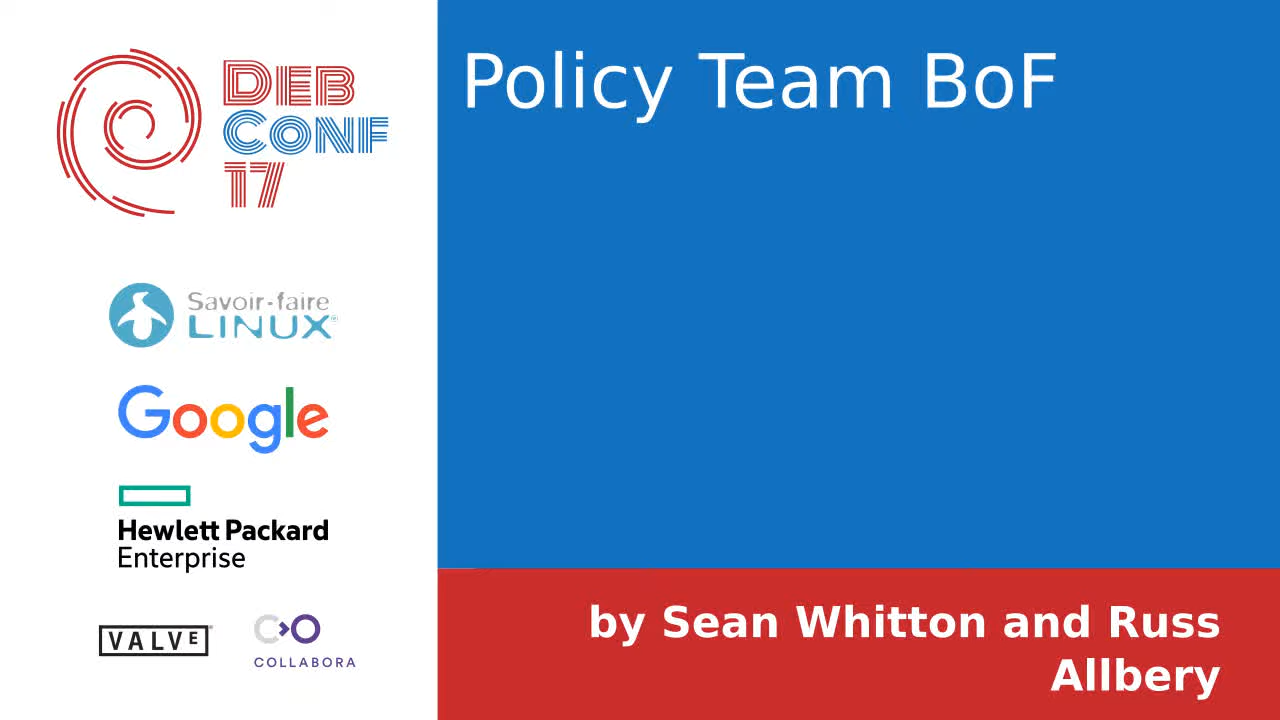 DEB
CONF
17
Savoir-faire
LINUX
Google
Hewlett Packard
Enterprise
VALVE
COLLABORA
Policy Team BoF
by Sean Whitton and Russ
Allbery